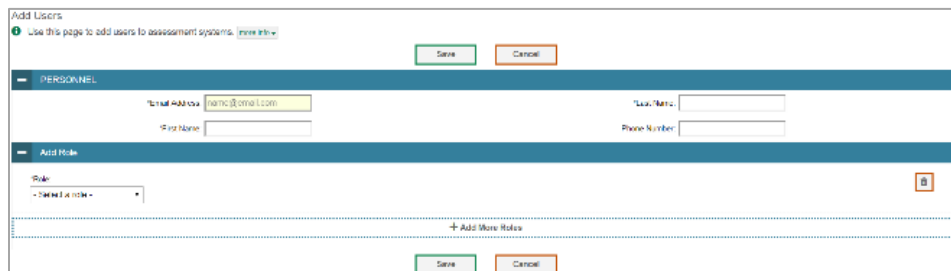 Add Users
Use this page to add users to assessment systems. more info
Save Cancel
PERSONNEL
*Email Address name@email.com *Last Name:
*First Name Phone Number
Add Role
*Role:
- Select a role -
+ Add More Roles
Save Cancel